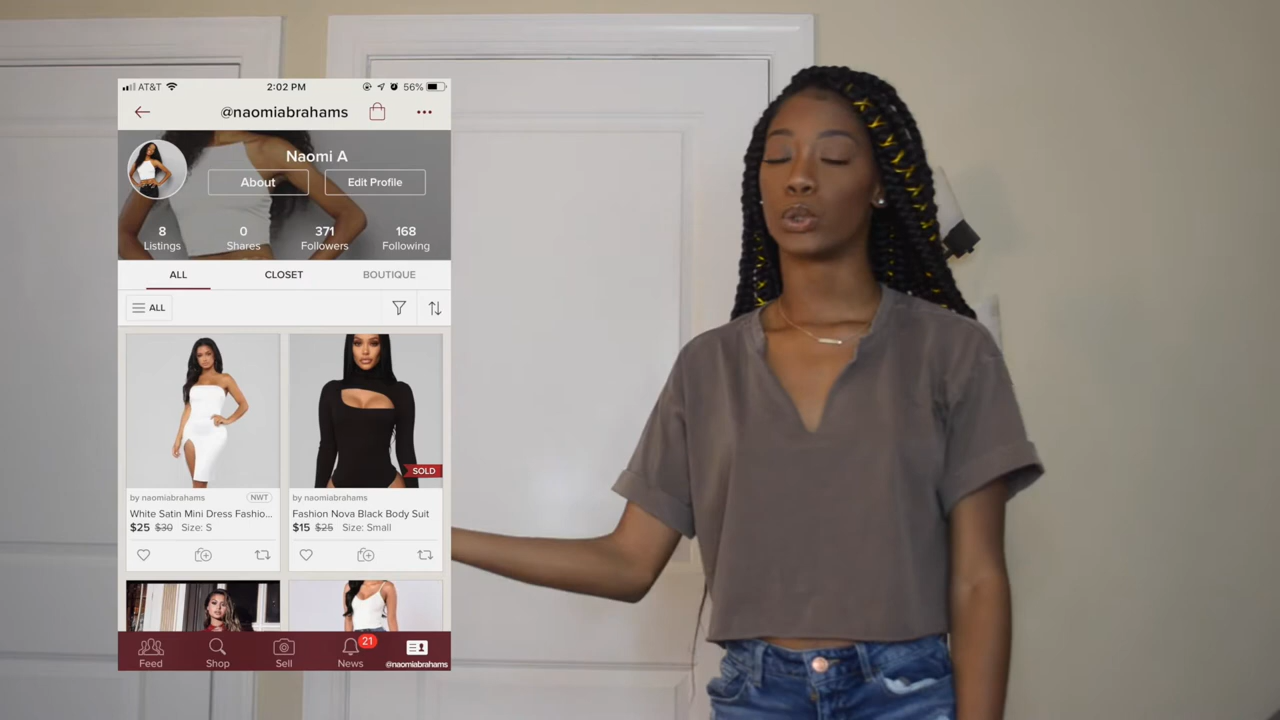 AT&T 2:02 PM 56%
@naomiabrahams
Naomi A
About Edit Profile
8 0 371 168
Listings Shares Followers Following
ALL CLOSET BOUTIQUE
ALL
SOLD
by naomiabrahams NWT by naomiabrahams
White Satin Mini Dress Fashio... Fashion Nova Black Body Suit
$25 $30 Size: S $15 $25 Size: Small
21
Feed Shop Sell News @naomiabrahams